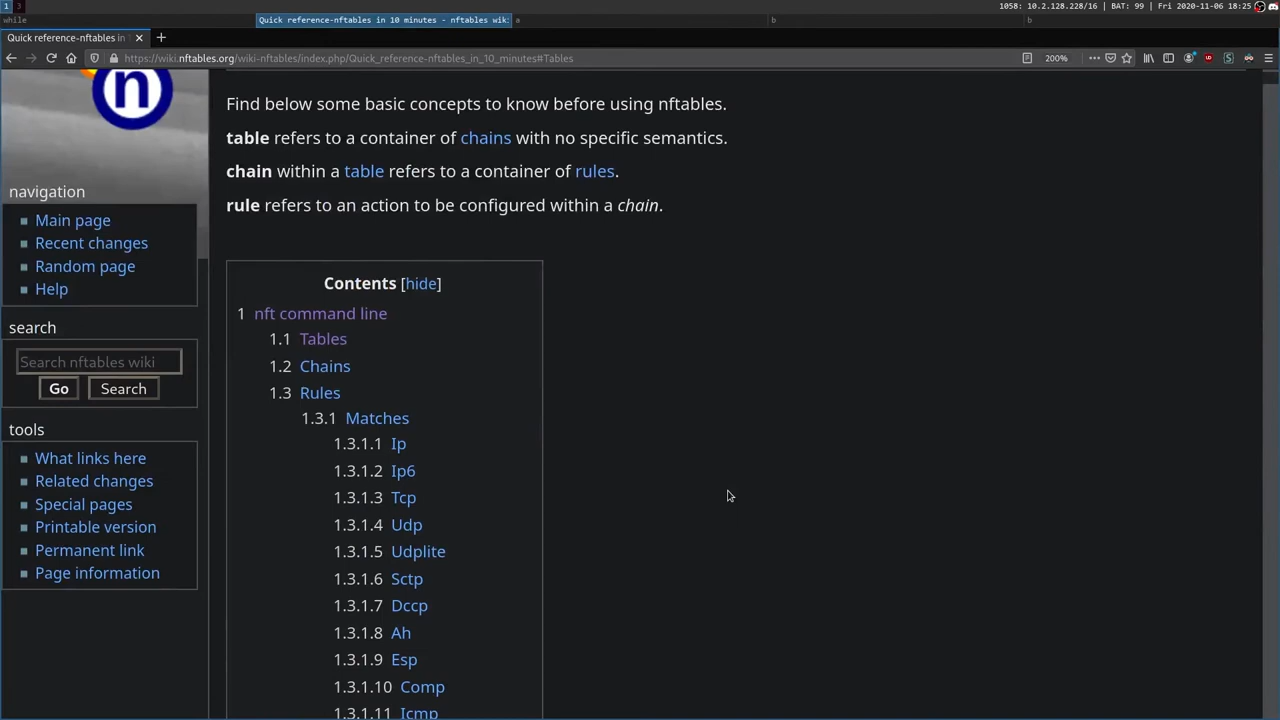 1 3 1058: 10.2.128.228/16 | BAT: 99 | Fri 2020-11-06 18:25
while Quick reference-nftables in 10 minutes - nftables wik: a b b
Quick reference-nftables in
https://wiki.nftables.org/wiki-nftables/index.php/Quick_reference-nftables_in_10_minutes#Tables 200%
n
Find below some basic concepts to know before using nftables.
table refers to a container of chains with no specific semantics.
chain within a table refers to a container of rules.
rule refers to an action to be configured within a chain.
navigation
Main page
Recent changes
Random page
Help
search
Search nftables wiki
Go Search
tools
What links here
Related changes
Special pages
Printable version
Permanent link
Page information
Contents [hide]
1 nft command line
1.1 Tables
1.2 Chains
1.3 Rules
1.3.1 Matches
1.3.1.1 Ip
1.3.1.2 Ip6
1.3.1.3 Tcp
1.3.1.4 Udp
1.3.1.5 Udplite
1.3.1.6 Sctp
1.3.1.7 Dccp
1.3.1.8 Ah
1.3.1.9 Esp
1.3.1.10 Comp
1.3.1.11 Icmp